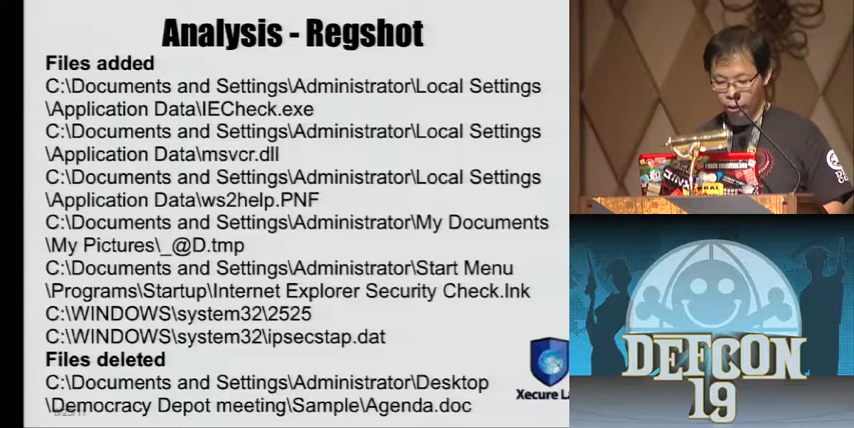 Analysis - Regshot
Files added
C:\Documents and Settings\Administrator\Local Settings
\Application Data\IECheck.exe
C:\Documents and Settings\Administrator\Local Settings
\Application Data\msvcr.dll
C:\Documents and Settings\Administrator\Local Settings
\Application Data\ws2help.PNF
C:\Documents and Settings\Administrator\My Documents
\My Pictures\_@D.tmp
C:\Documents and Settings\Administrator\Start Menu
\Programs\Startup\Internet Explorer Security Check.lnk
C:\WINDOWS\system32\2525
C:\WINDOWS\system32\ipsecstap.dat
Files deleted
C:\Documents and Settings\Administrator\Desktop
\Democracy Depot meeting\Sample\Agenda.doc
Xecure La
DEFCON
19